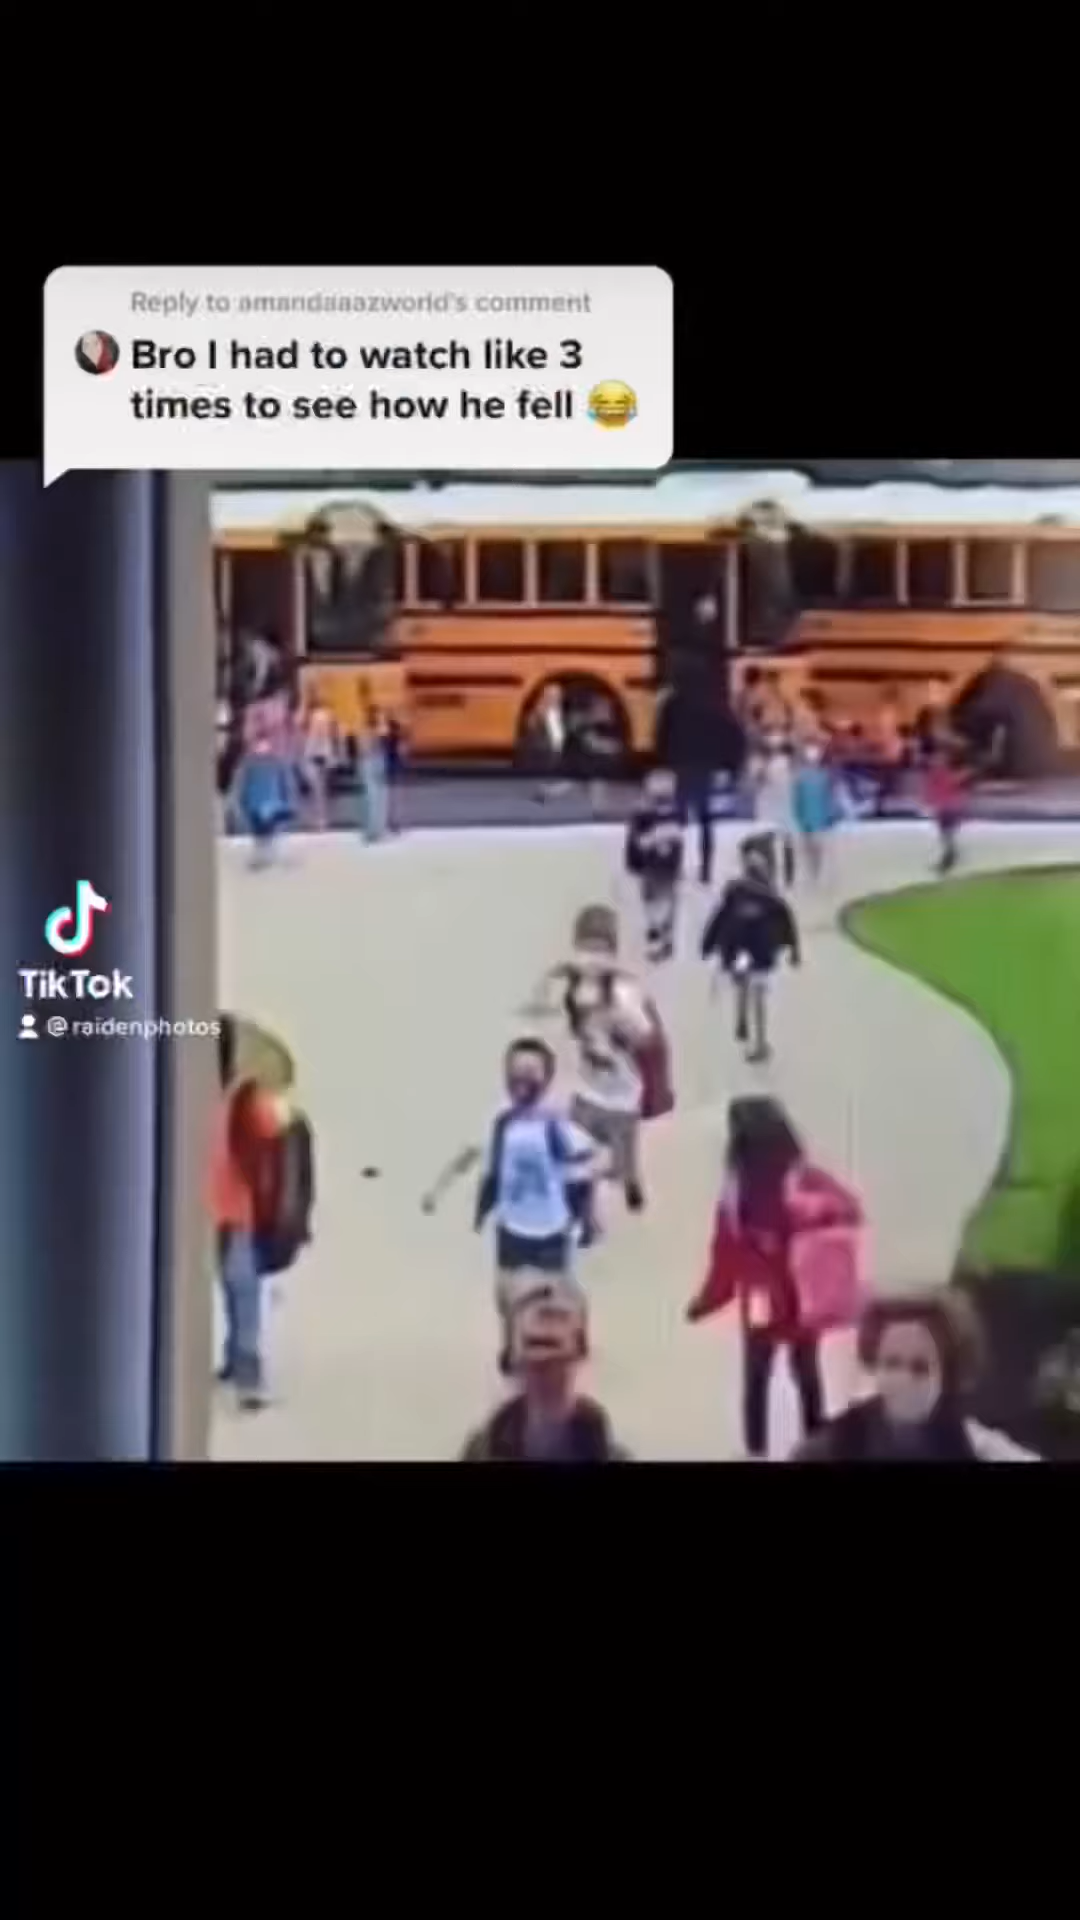 Reply to amandaaazworld's comment
Bro I had to watch like 3
times to see how he fell 😂
TikTok
@raidenphotos